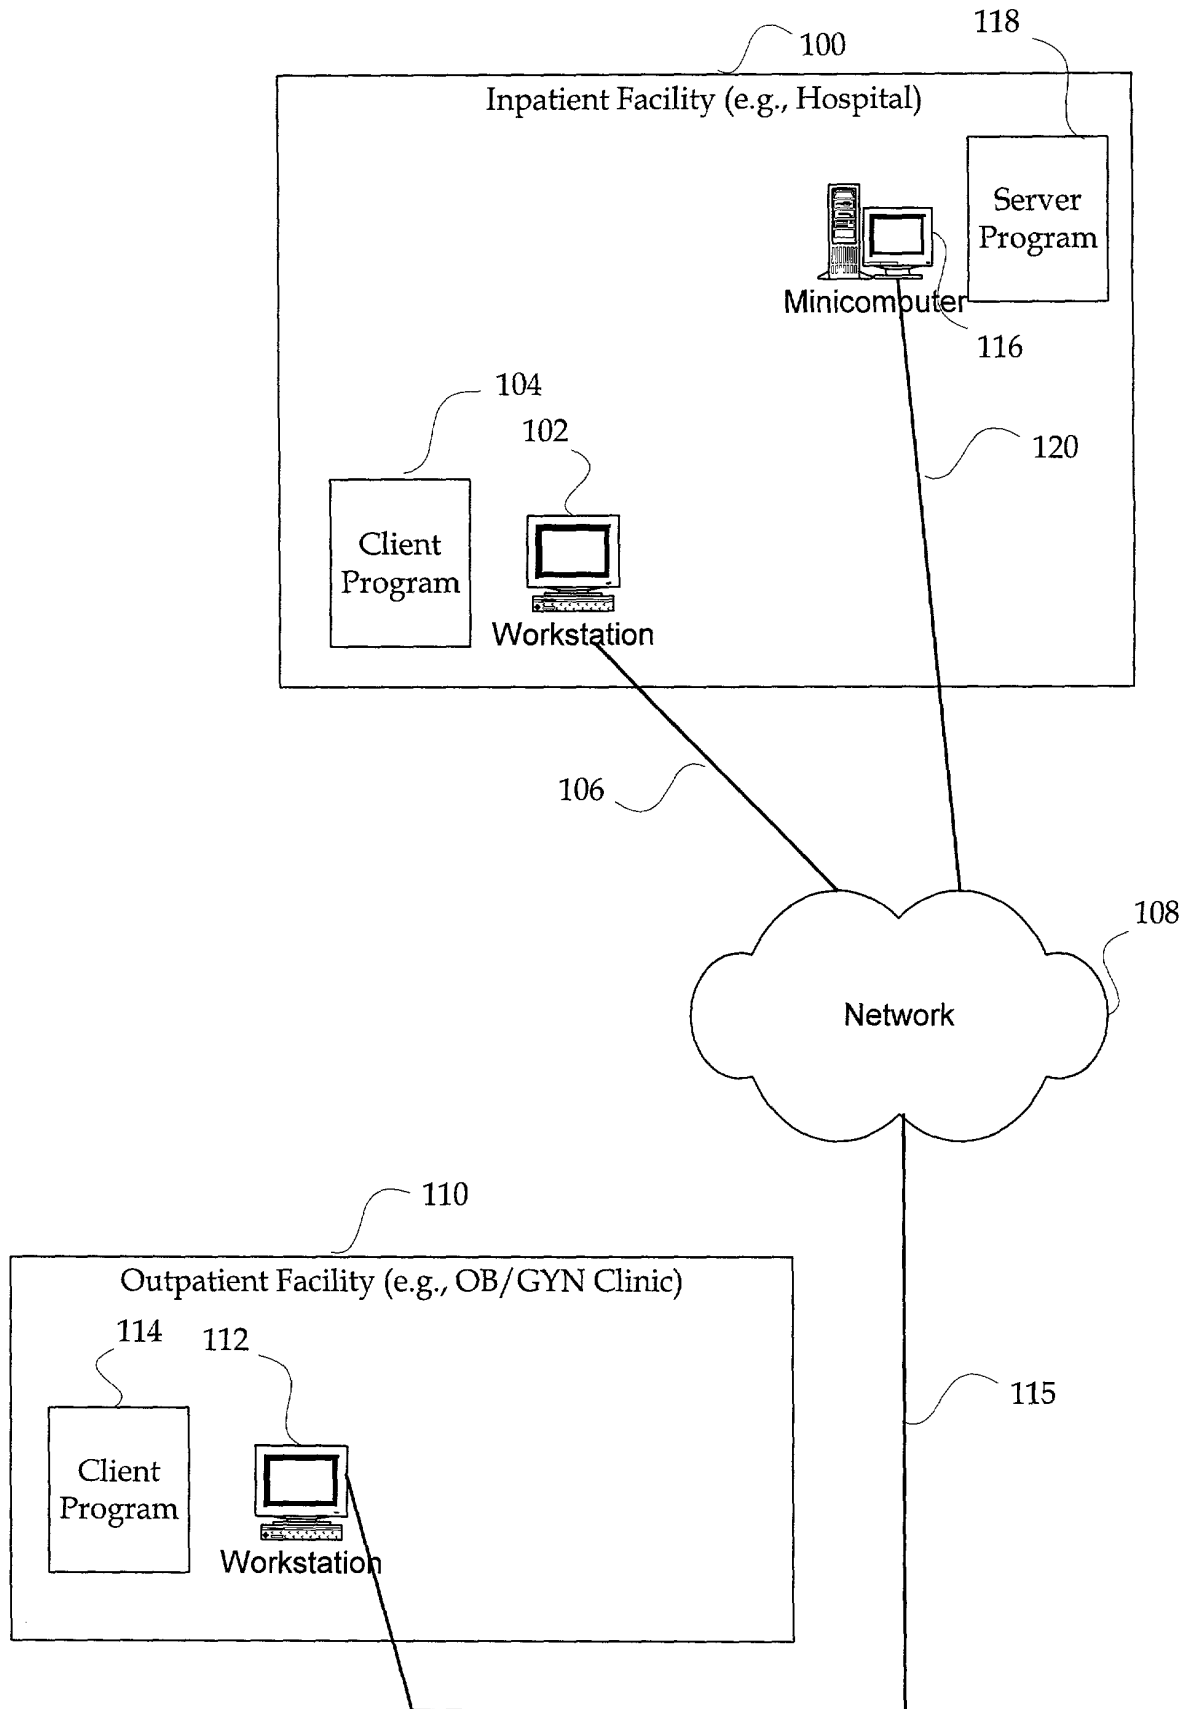 100
118
Inpatient Facility (e.g., Hospital)
Server
Program
Minicomputer
116
104
102
120
Client
Program
Workstation
106
108
Network
110
Outpatient Facility (e.g., OB/GYN Clinic)
114
112
115
Client
Program
Workstation